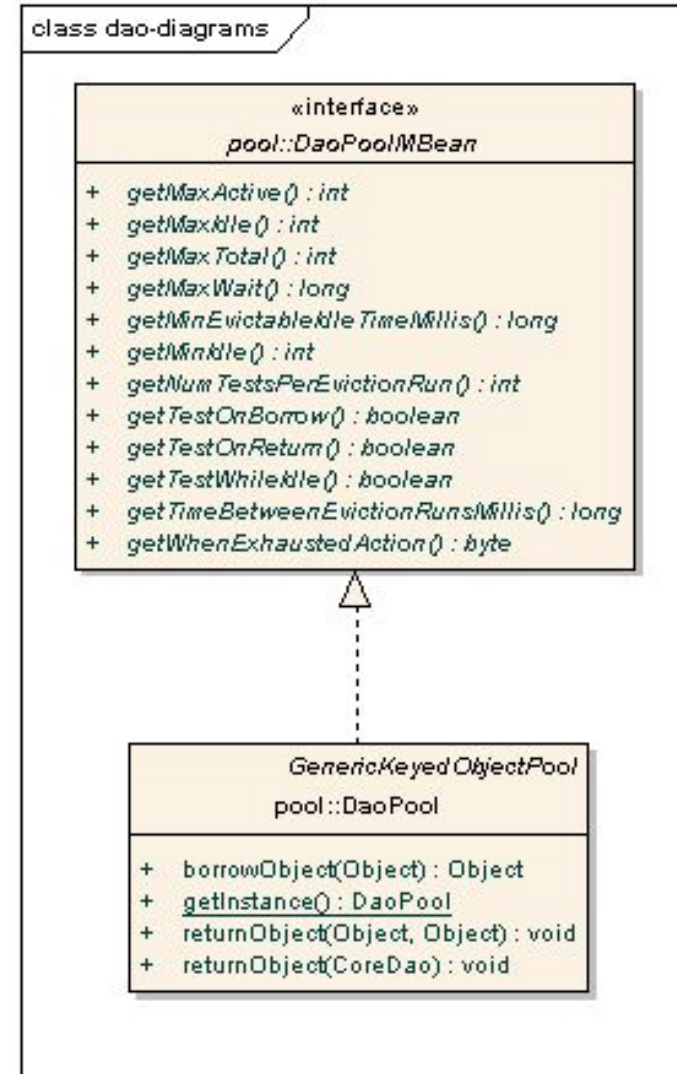 class dao-diagrams
«interface»
pool::DaoPoolMBean
+ getMaxActive() : int
+ getMaxIdle() : int
+ getMaxTotal() : int
+ getMaxWait() : long
+ getMinEvictableIdleTimeMillis() : long
+ getMinIdle() : int
+ getNumTestsPerEvictionRun() : int
+ getTestOnBorrow() : boolean
+ getTestOnReturn() : boolean
+ getTestWhileIdle() : boolean
+ getTimeBetweenEvictionRunsMillis() : long
+ getWhenExhaustedAction() : byte
GenericKeyedObjectPool
pool::DaoPool
+ borrowObject(Object) : Object
+ getInstance() : DaoPool
+ returnObject(Object, Object) : void
+ returnObject(CoreDao) : void